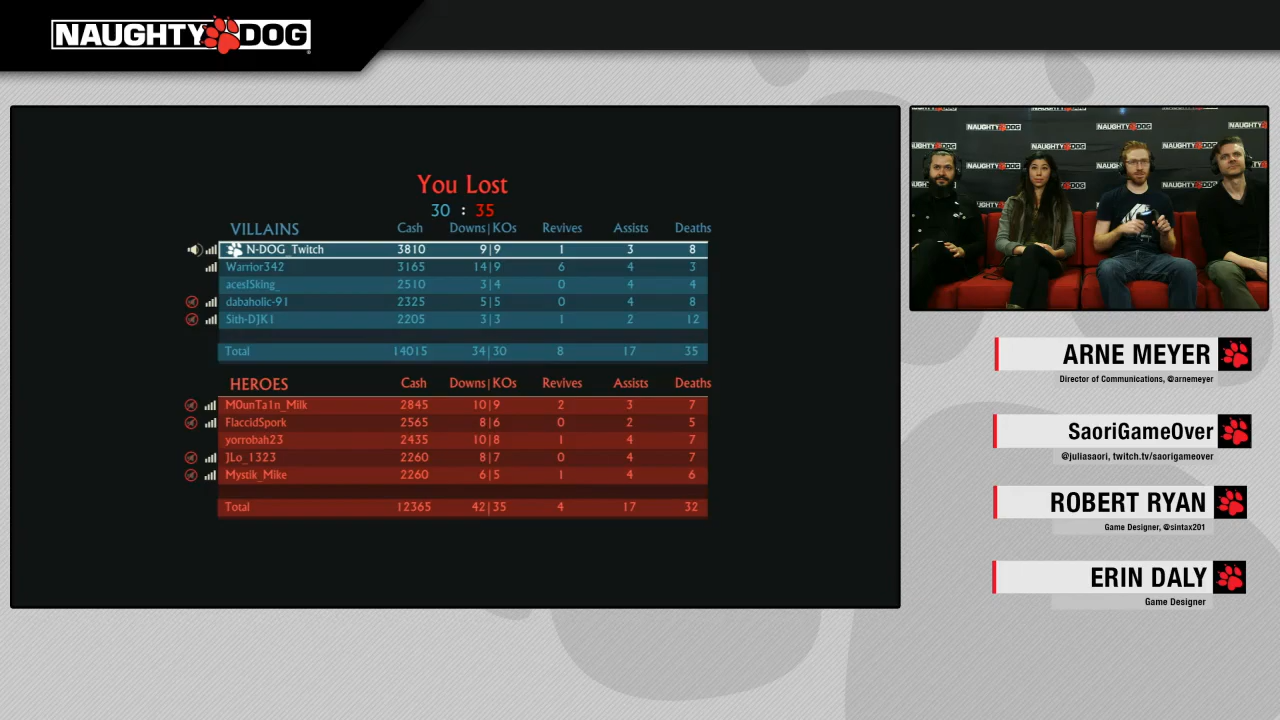 NAUGHTY DOG
You Lost
30 : 35
VILLAINS Cash Downs|KOs Revives Assists Deaths
N-DOG_Twitch 3810 9|9 1 3 8
Warrior342 3165 14|9 6 4 3
acesISking_ 2510 3|4 0 4 4
dabaholic-91 2325 5|5 0 4 8
Sith-DJK1 2205 3|3 1 2 12
Total 14015 34|30 8 17 35
HEROES Cash Downs|KOs Revives Assists Deaths
M0unTa1n_Milk 2845 10|9 2 3 7
FlaccidSpork 2565 8|6 0 2 5
yorrobah23 2435 10|8 1 4 7
JLo_1323 2260 8|7 0 4 7
Mystik_Mike 2260 6|5 1 4 6
Total 12365 42|35 4 17 32
NAUGHTY DOG
NAUGHTY DOG
NAUGHTY DOG
ARNE MEYER
Director of Communications, @arnemeyer
SaoriGameOver
@juliasaori, twitch.tv/saorigameover
ROBERT RYAN
Game Designer, @sintax201
ERIN DALY
Game Designer